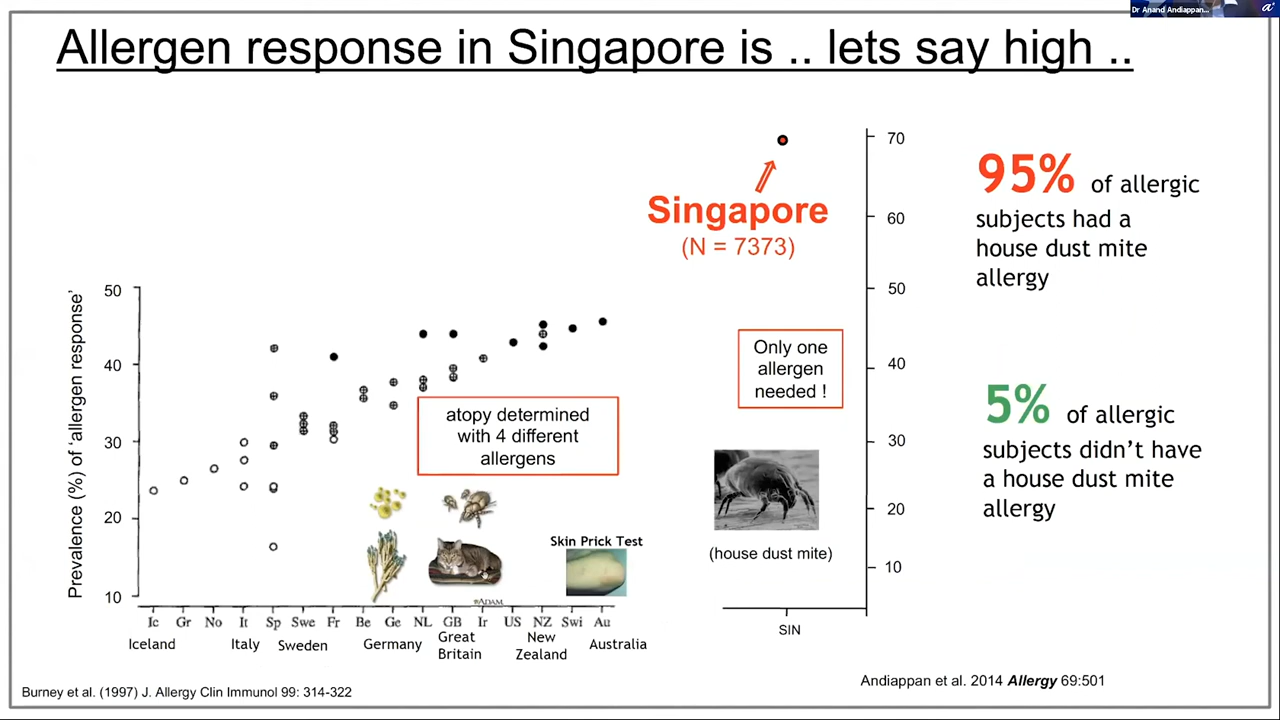 Dr Anand Andiappan...
a*
Allergen response in Singapore is .. lets say high ..
70
60
50
40
30
20
10
Singapore
(N = 7373)
95% of allergic
subjects had a
house dust mite
allergy
5% of allergic
subjects didn't have
a house dust mite
allergy
Only one
allergen
needed !
(house dust mite)
SIN
Prevalence (%) of 'allergen response'
50
40
30
20
10
atopy determined
with 4 different
allergens
Skin Prick Test
*ADAM.
Ic Gr No It Sp Swe Fr Be Ge NL GB Ir US NZ Swi Au
Iceland Italy Sweden Germany Great Britain New Zealand Australia
Burney et al. (1997) J. Allergy Clin Immunol 99: 314-322
Andiappan et al. 2014 Allergy 69:501